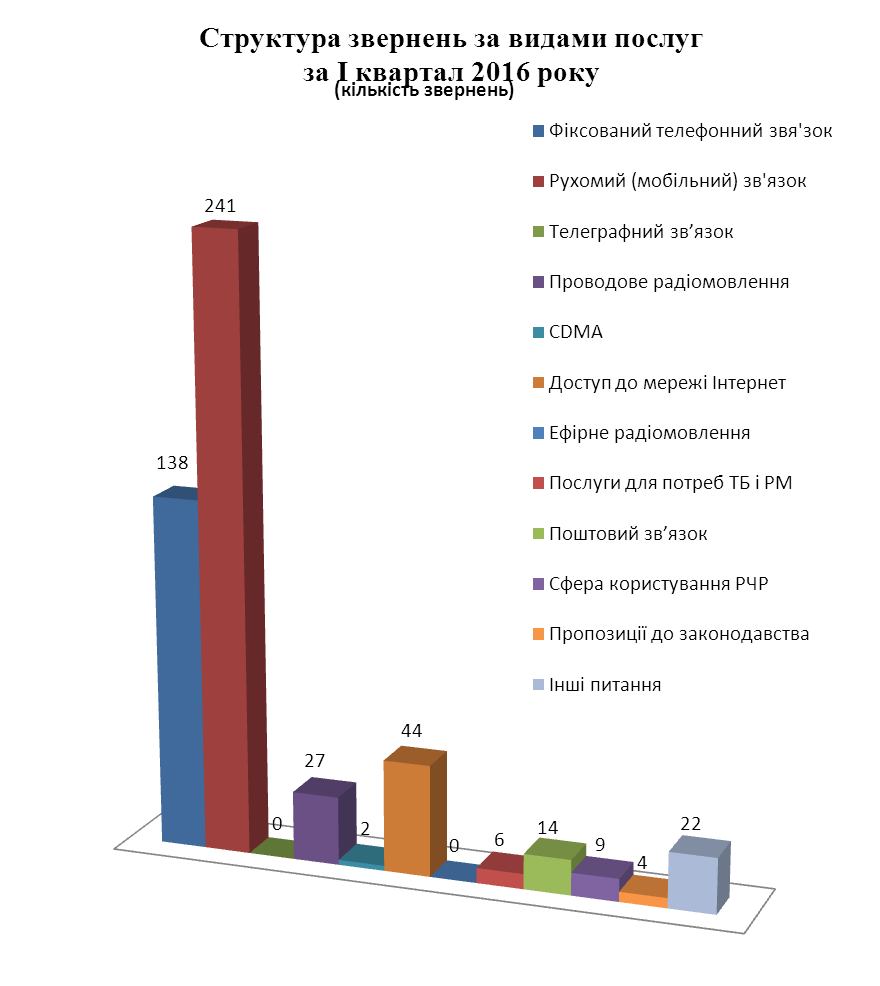 Структура звернень за видами послуг
за І квартал 2016 року
(кількість звернень)
Фіксований телефонний звя'зок
Рухомий (мобільний) зв'язок
Телеграфний зв’язок
Проводове радіомовлення
CDMA
Доступ до мережі Інтернет
Ефірне радіомовлення
Послуги для потреб ТБ і РМ
Поштовий зв’язок
Сфера користування РЧР
Пропозиції до законодавства
Інші питання
138
241
0
27
2
44
0
6
14
9
4
22